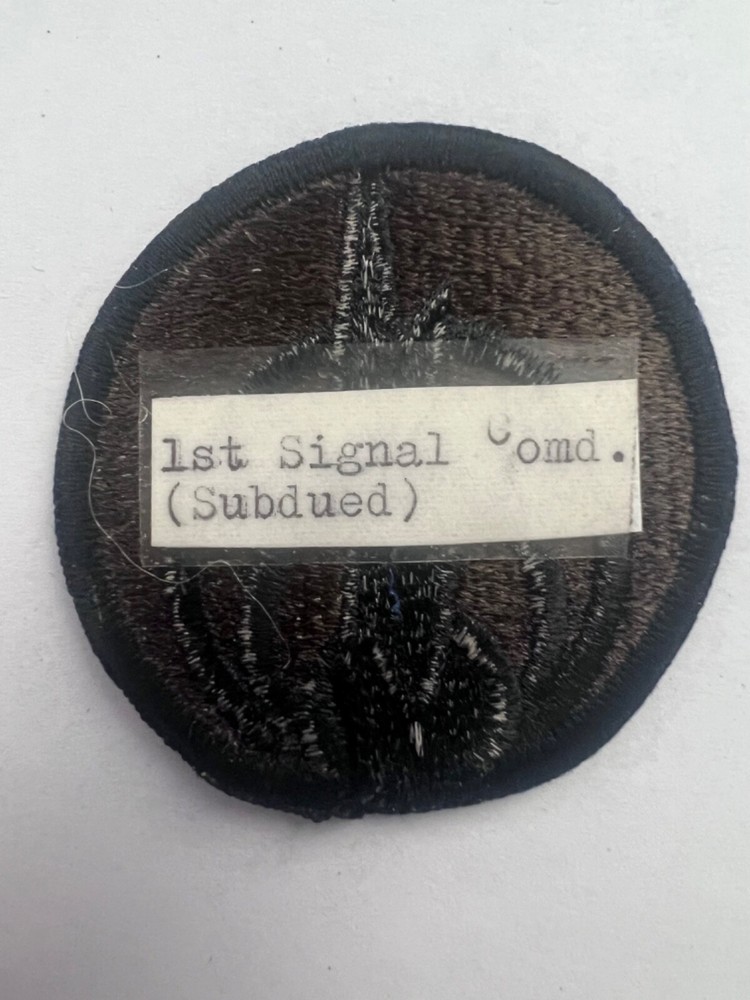 1st Signal Comd.
(Subdued)